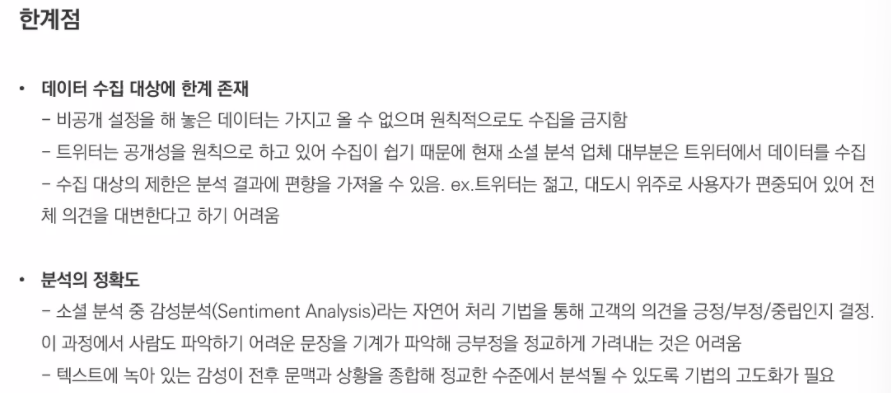 한계점
• 데이터 수집 대상에 한계 존재
– 비공개 설정을 해 놓은 데이터는 가지고 올 수 없으며 원칙적으로도 수집을 금지함
– 트위터는 공개성을 원칙으로 하고 있어 수집이 쉽기 때문에 현재 소셜 분석 업체 대부분은 트위터에서 데이터를 수집
– 수집 대상의 제한은 분석 결과에 편향을 가져올 수 있음. ex.트위터는 젊고, 대도시 위주로 사용자가 편중되어 있어 전
체 의견을 대변한다고 하기 어려움
• 분석의 정확도
– 소셜 분석 중 감성분석(Sentiment Analysis)라는 자연어 처리 기법을 통해 고객의 의견을 긍정/부정/중립인지 결정.
이 과정에서 사람도 파악하기 어려운 문장을 기계가 파악해 긍부정을 정교하게 가려내는 것은 어려움
– 텍스트에 녹아 있는 감성이 전후 문맥과 상황을 종합해 정교한 수준에서 분석될 수 있도록 기법의 고도화가 필요